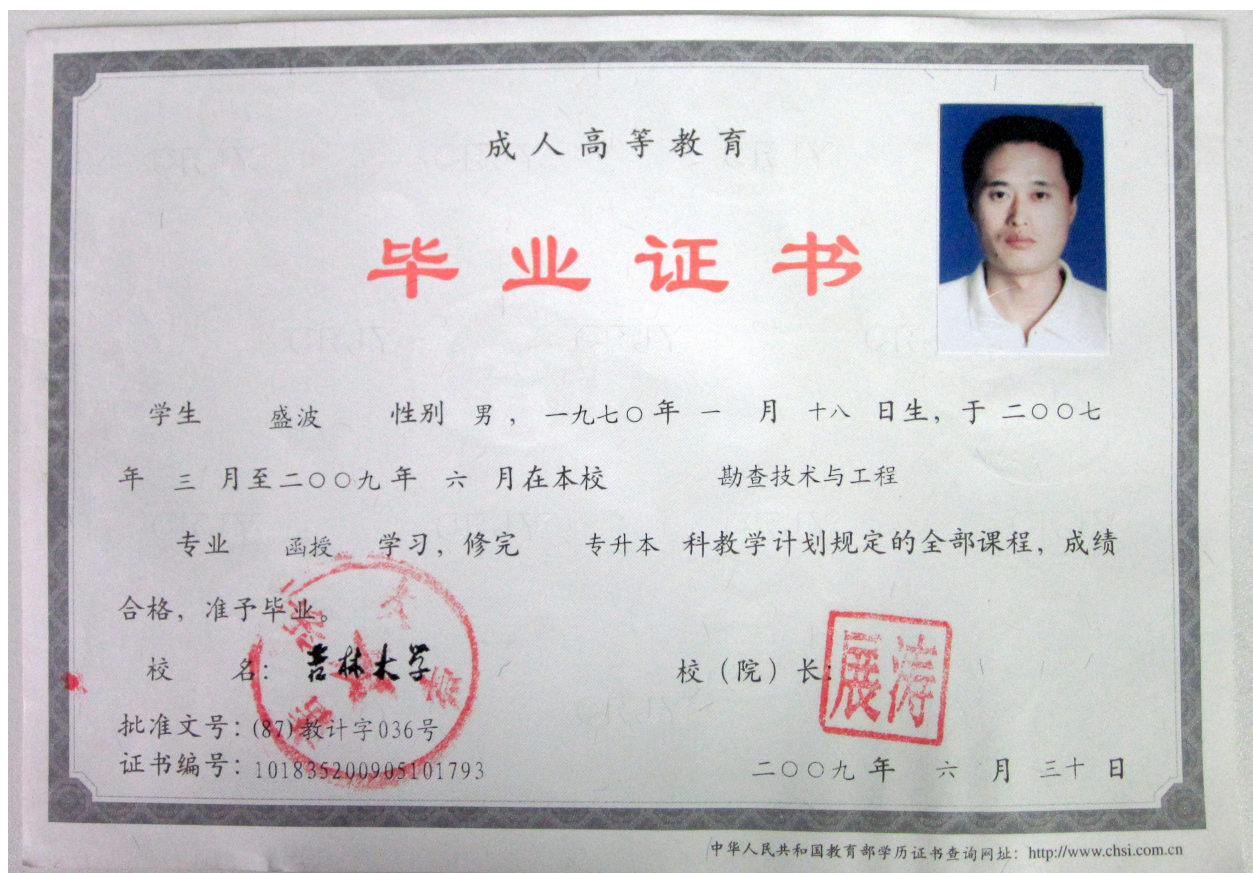 成人高等教育
毕业证书
学生 盛波 性别 男，一九七〇年 一 月 十八 日生，于 二〇〇七
年 三 月至二〇〇九年 六 月在本校 勘查技术与工程
专业 函授 学习，修完 专升本 科教学计划规定的全部课程，成绩
合格，准予毕业。
校 名：吉林大学 校（院）长：展涛
批准文号：(87)教计字036号
证书编号：101835200905101793
二〇〇九年 六 月 三十 日
中华人民共和国教育部学历证书查询网址：http://www.chsi.com.cn